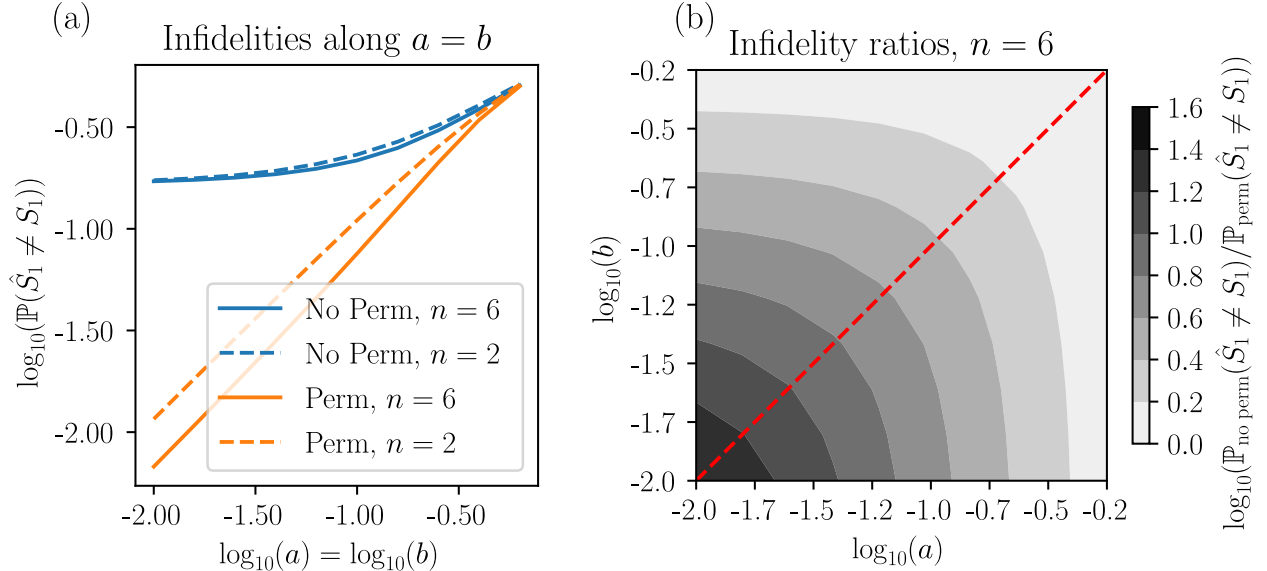 (a)
Infidelities along a = b
log₁₀(ℙ(Ŝ₁ ≠ S₁))
-0.50
-1.00
-1.50
-2.00
No Perm, n = 6
No Perm, n = 2
Perm, n = 6
Perm, n = 2
-2.00 -1.50 -1.00 -0.50
log₁₀(a) = log₁₀(b)
(b)
Infidelity ratios, n = 6
log₁₀(b)
-0.2
-0.5
-0.7
-1.0
-1.2
-1.5
-1.7
-2.0
-2.0 -1.7 -1.5 -1.2 -1.0 -0.7 -0.5 -0.2
log₁₀(a)
1.6
1.4
1.2
1.0
0.8
0.6
0.4
0.2
0.0
log₁₀(ℙno perm(Ŝ₁ ≠ S₁)/ℙperm(Ŝ₁ ≠ S₁))